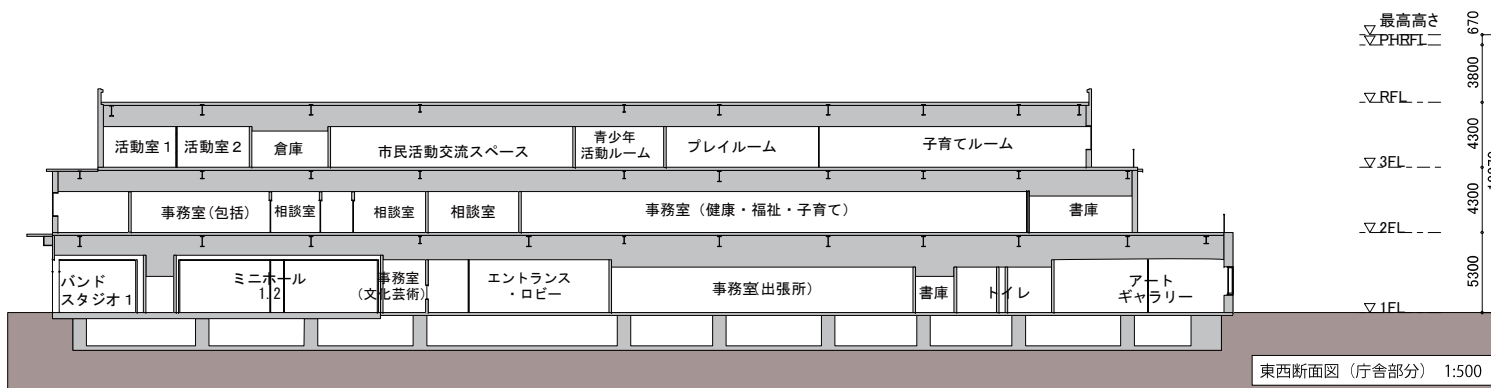 最高高さ
PHRFL
RFL
3FL
2FL
1FL
670
3800
4300
4300
5300
活動室 1
活動室 2
倉庫
市民活動交流スペース
青少年
活動ルーム
プレイルーム
子育てルーム
事務室(包括)
相談室
相談室
相談室
事務室(健康・福祉・子育て)
書庫
バンド
スタジオ 1
ミニホール
1,2
事務室
(文化芸術)
エントランス
・ロビー
事務室(出張所)
書庫
トイレ
アート
ギャラリー
東西断面図(庁舎部分) 1:500